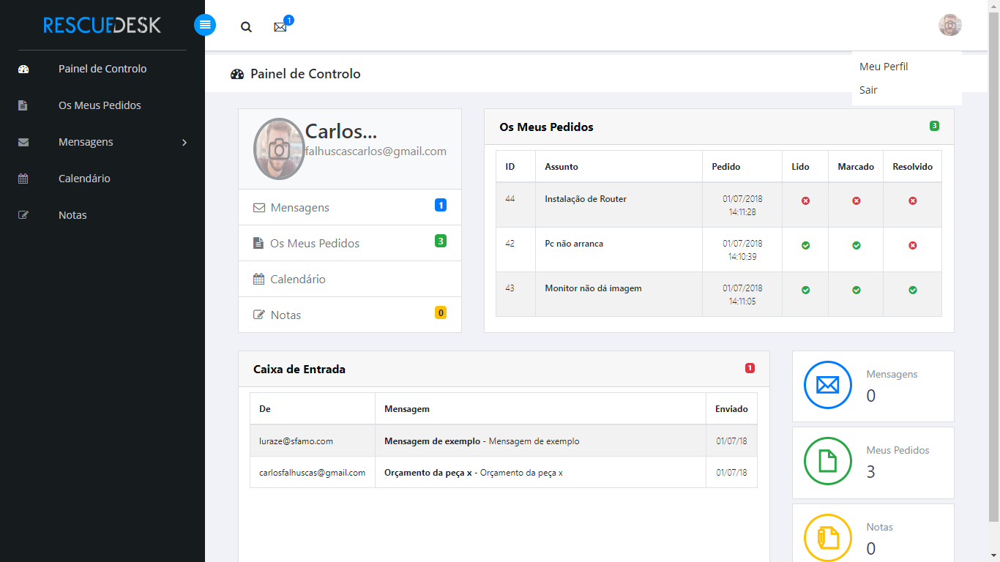 RESCUEDESK
1
Painel de Controlo
Os Meus Pedidos
Mensagens
Calendário
Notas
Painel de Controlo
Meu Perfil
Sair
Carlos...
falhuscascarlos@gmail.com
Mensagens 1
Os Meus Pedidos 3
Calendário
Notas 0
Os Meus Pedidos 3
ID Assunto Pedido Lido Marcado Resolvido
44 Instalação de Router 01/07/2018
14:11:28
42 Pc não arranca 01/07/2018
14:10:39
43 Monitor não dá imagem 01/07/2018
14:11:05
Caixa de Entrada 1
De Mensagem Enviado
luraze@sfamo.com Mensagem de exemplo - Mensagem de exemplo 01/07/18
carlosfalhuscas@gmail.com Orçamento da peça x - Orçamento da peça x 01/07/18
Mensagens
0
Meus Pedidos
3
Notas
0